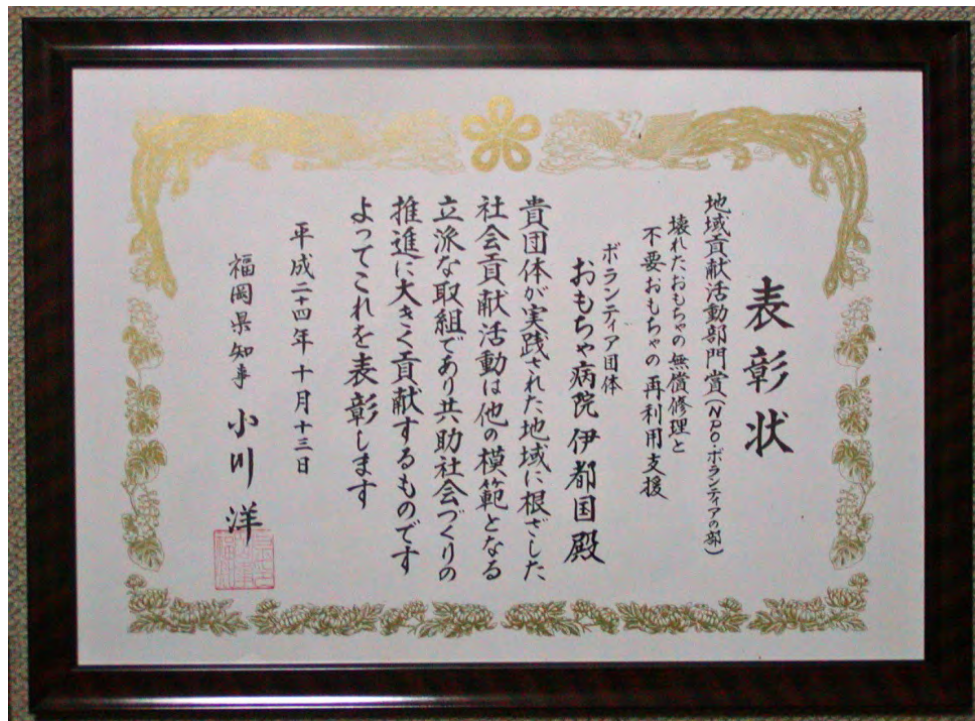 表彰状
地域貢献活動部門賞(NPO・ボランティアの部)
壊れたおもちゃの無償修理と
不要おもちゃの再利用支援
ボランティア団体
おもちゃ病院伊都国殿
貴団体が実践された地域に根ざした
社会貢献活動は他の模範となる
立派な取組であり共助社会づくりの
推進に大きく貢献するものです
よってこれを表彰します
平成二十四年十月十三日
福岡県知事 小川洋